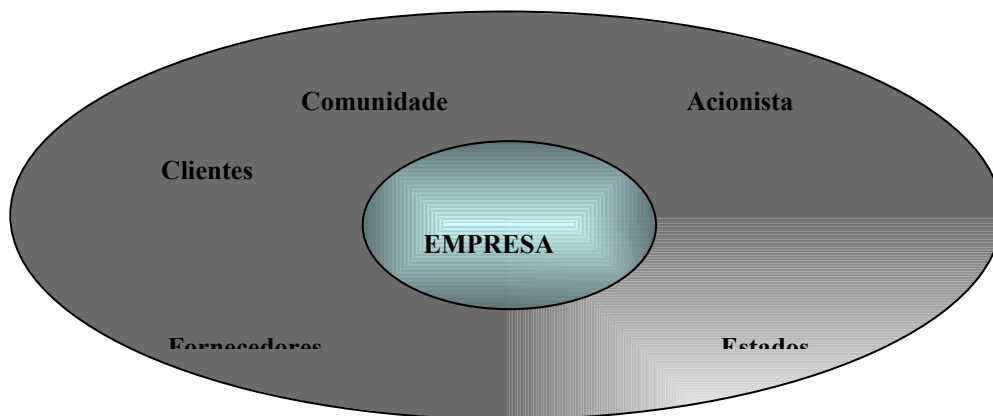 Comunidade
Acionista
Clientes
EMPRESA
Fornecedores
Estados